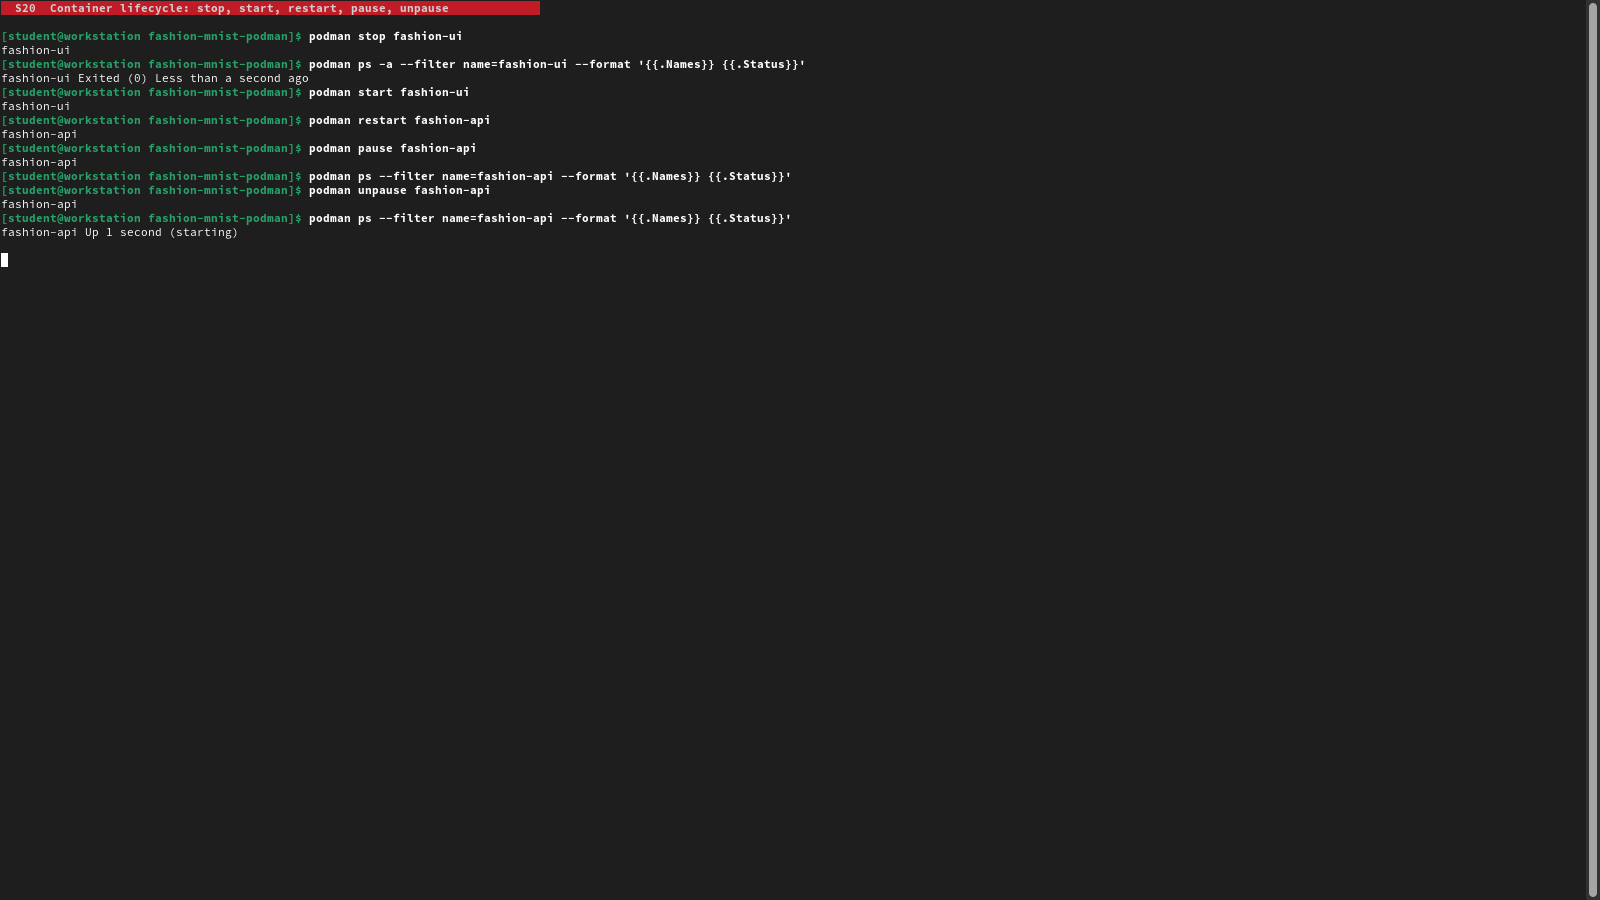 S20  Container lifecycle: stop, start, restart, pause, unpause
[student@workstation fashion-mnist-podman]$ podman stop fashion-ui
fashion-ui
[student@workstation fashion-mnist-podman]$ podman ps -a --filter name=fashion-ui --format '{{.Names}} {{.Status}}'
fashion-ui Exited (0) Less than a second ago
[student@workstation fashion-mnist-podman]$ podman start fashion-ui
fashion-ui
[student@workstation fashion-mnist-podman]$ podman restart fashion-api
fashion-api
[student@workstation fashion-mnist-podman]$ podman pause fashion-api
fashion-api
[student@workstation fashion-mnist-podman]$ podman ps --filter name=fashion-api --format '{{.Names}} {{.Status}}'
[student@workstation fashion-mnist-podman]$ podman unpause fashion-api
fashion-api
[student@workstation fashion-mnist-podman]$ podman ps --filter name=fashion-api --format '{{.Names}} {{.Status}}'
fashion-api Up 1 second (starting)